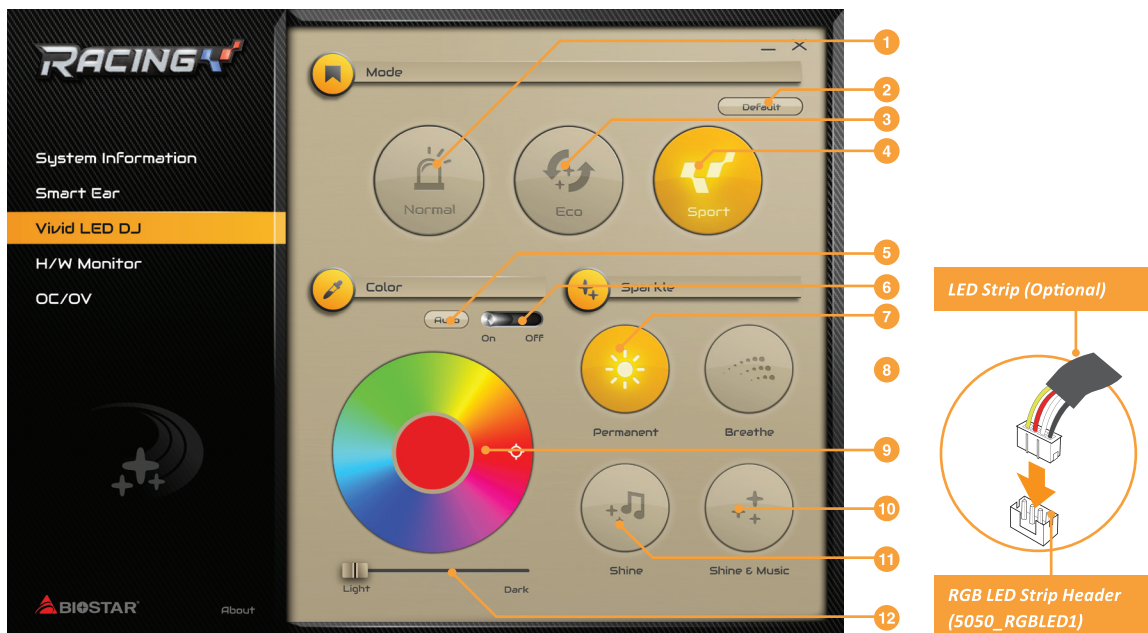 RACING
System Information
Smart Ear
Vivid LED DJ
H/W Monitor
OC/OV
BIOSTAR
About
Mode
Default
Normal
Eco
Sport
Color
Auto
On Off
Light Dark
Sparkle
Permanent
Breathe
Shine
Shine & Music
1
2
3
4
5
6
7
8
9
10
11
12
LED Strip (Optional)
RGB LED Strip Header
(5050_RGBLED1)